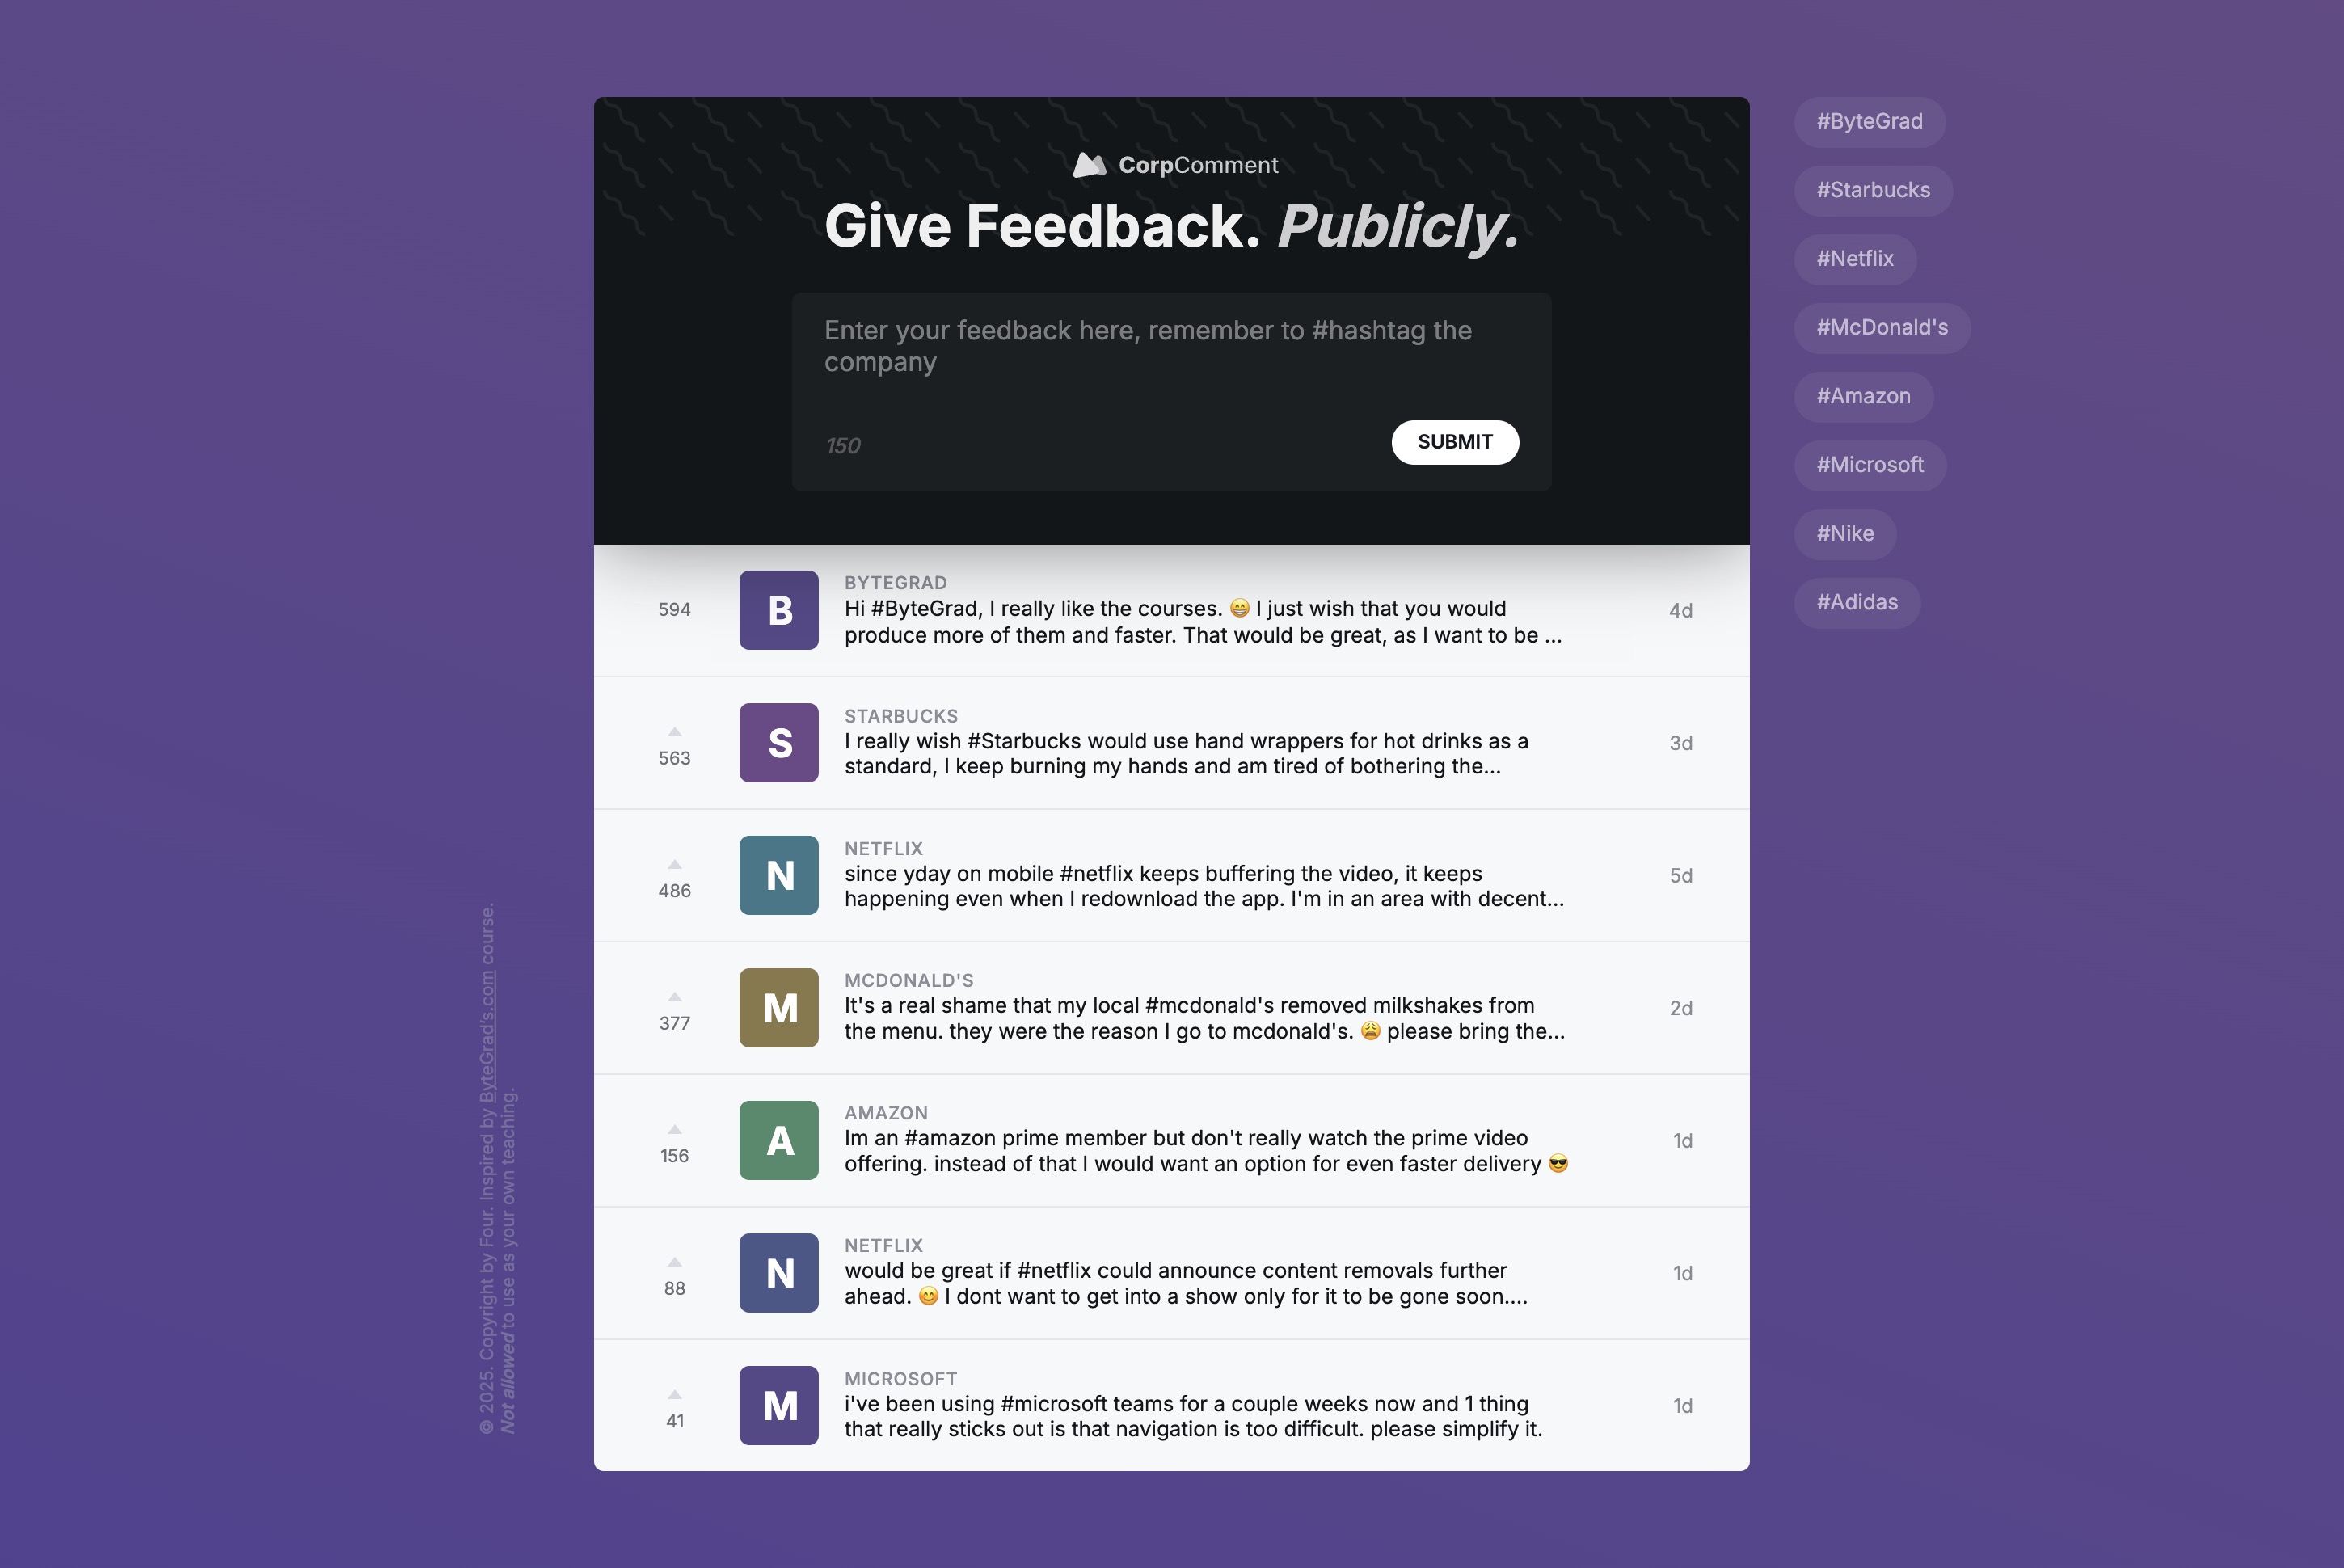 CorpComment
Give Feedback. Publicly.
Enter your feedback here, remember to #hashtag the
company
150
SUBMIT
594
B
BYTEGRAD
Hi #ByteGrad, I really like the courses. 😁 I just wish that you would
produce more of them and faster. That would be great, as I want to be ...
4d
563
S
STARBUCKS
I really wish #Starbucks would use hand wrappers for hot drinks as a
standard, I keep burning my hands and am tired of bothering the...
3d
486
N
NETFLIX
since yday on mobile #netflix keeps buffering the video, it keeps
happening even when I redownload the app. I'm in an area with decent...
5d
377
M
MCDONALD'S
It's a real shame that my local #mcdonald's removed milkshakes from
the menu. they were the reason I go to mcdonald's. 😩 please bring the...
2d
156
A
AMAZON
Im an #amazon prime member but don't really watch the prime video
offering. instead of that I would want an option for even faster delivery 😎
1d
88
N
NETFLIX
would be great if #netflix could announce content removals further
ahead. 😊 I dont want to get into a show only for it to be gone soon....
1d
41
M
MICROSOFT
i've been using #microsoft teams for a couple weeks now and 1 thing
that really sticks out is that navigation is too difficult. please simplify it.
1d
#ByteGrad
#Starbucks
#Netflix
#McDonald's
#Amazon
#Microsoft
#Nike
#Adidas
© 2025. Copyright by Four. Inspired by ByteGrad's.com course.
Not allowed to use as your own teaching.